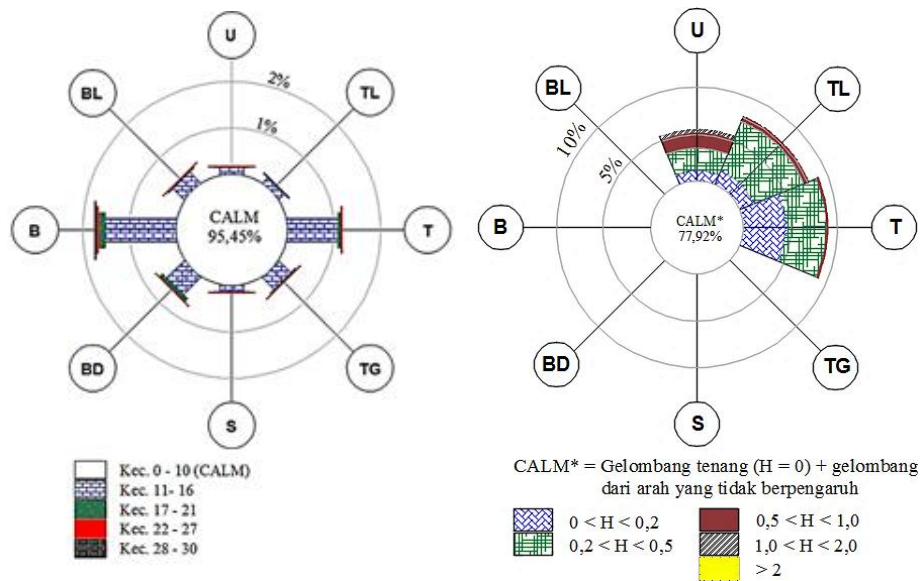 U
BL
TL
2%
1%
B
CALM
95,45%
T
BD
TG
S
Kec. 0 - 10 (CALM)
Kec. 11- 16
Kec. 17 - 21
Kec. 22 - 27
Kec. 28 - 30
U
BL
TL
10%
5%
B
CALM*
77,92%
T
BD
TG
S
CALM* = Gelombang tenang (H = 0) + gelombang
dari arah yang tidak berpengaruh
0 < H < 0,2
0,2 < H < 0,5
0,5 < H < 1,0
1,0 < H < 2,0
> 2